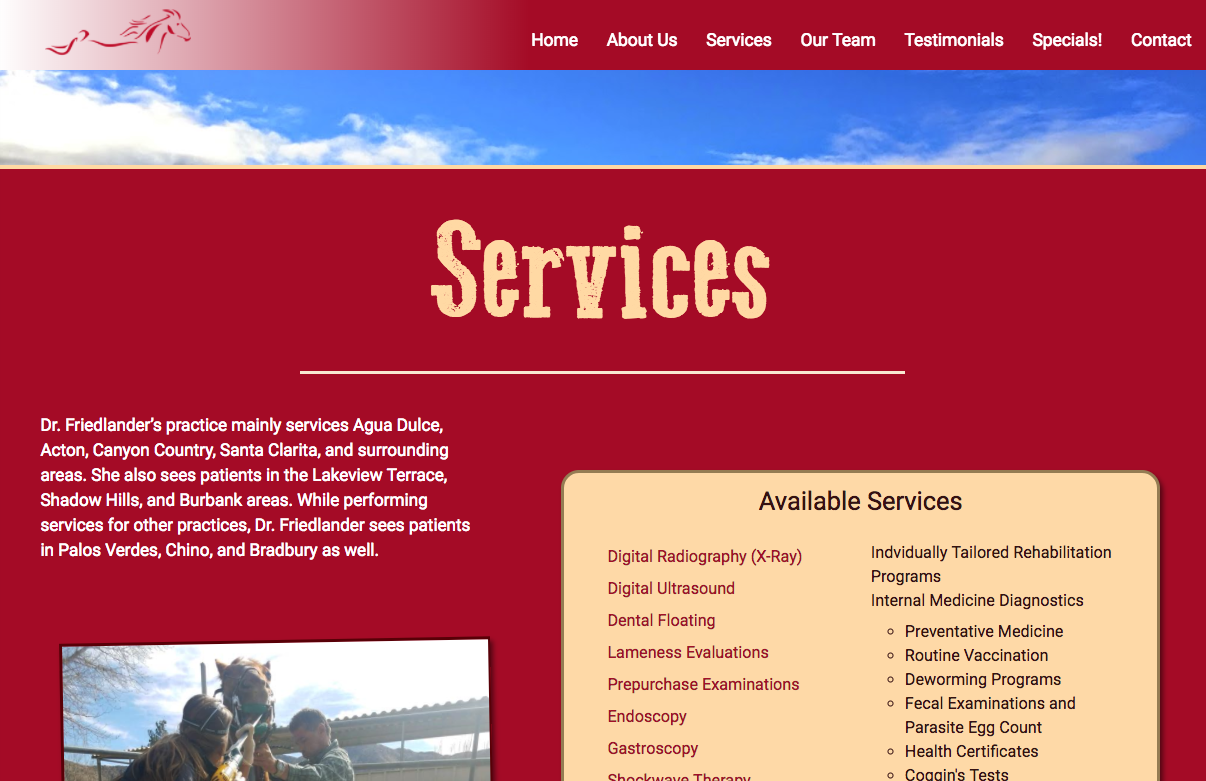 Home About Us Services Our Team Testimonials Specials! Contact
Services
Dr. Friedlander’s practice mainly services Agua Dulce,
Acton, Canyon Country, Santa Clarita, and surrounding
areas. She also sees patients in the Lakeview Terrace,
Shadow Hills, and Burbank areas. While performing
services for other practices, Dr. Friedlander sees patients
in Palos Verdes, Chino, and Bradbury as well.
Available Services
Digital Radiography (X-Ray)
Digital Ultrasound
Dental Floating
Lameness Evaluations
Prepurchase Examinations
Endoscopy
Gastroscopy
Shockwave Therapy
Indvidually Tailored Rehabilitation
Programs
Internal Medicine Diagnostics
Preventative Medicine
Routine Vaccination
Deworming Programs
Fecal Examinations and
Parasite Egg Count
Health Certificates
Coggin's Tests